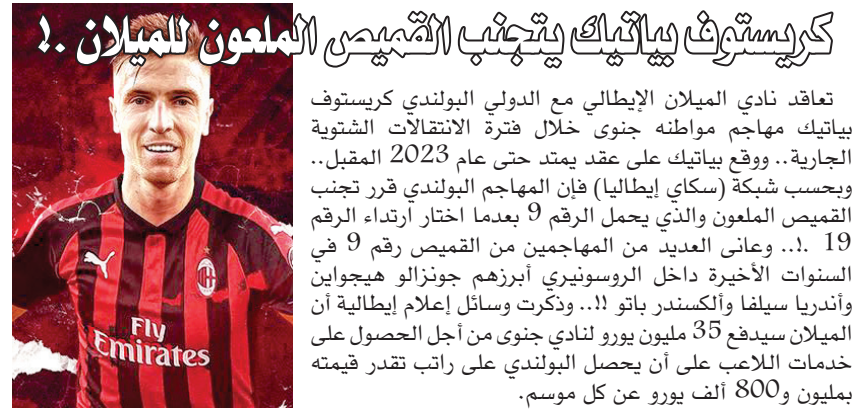 كريستوف بياتيك يتجنب القميص الملعون للميلان .!
تعاقد نادي الميلان الإيطالي مع الدولي البولندي كريستوف
بياتيك مهاجم مواطنه جنوى خلال فترة الانتقالات الشتوية
الجارية.. ووقع بياتيك على عقد يمتد حتى عام 2023 المقبل..
وبحسب شبكة (سكاي إيطاليا) فإن المهاجم البولندي قرر تجنب
القميص الملعون والذي يحمل الرقم 9 بعدما اختار ارتداء الرقم
19 .!.. وعانى العديد من المهاجمين من القميص رقم 9 في
السنوات الأخيرة داخل الروسونيري أبرزهم جونزالو هيجواين
وأندريا سيلفا وألكسندر باتو !!.. وذكرت وسائل إعلام إيطالية أن
الميلان سيدفع 35 مليون يورو لنادي جنوى من أجل الحصول على
خدمات اللاعب على أن يحصل البولندي على راتب تقدر قيمته
بمليون و800 ألف يورو عن كل موسم.
ACM
1899
Fly
Emirates